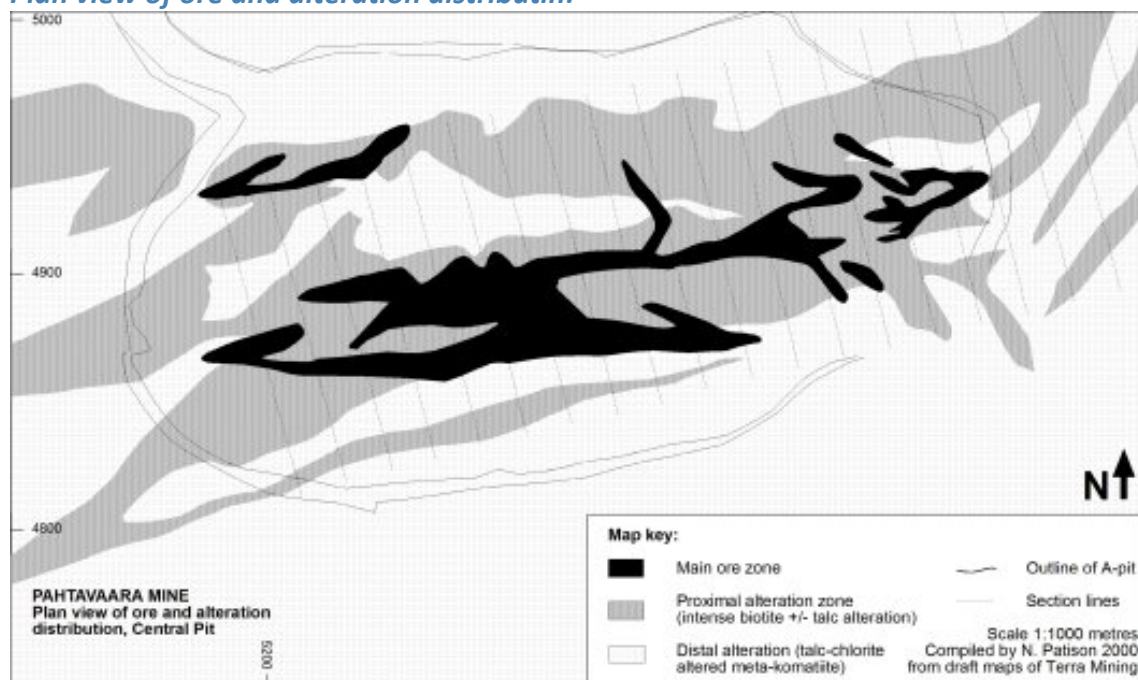 Plan view of ore and alteration
5000
4900
4800
N
PAHTAVAARA MINE
Plan view of ore and alteration
distribution, Central Pit
5200
Map key:
Main ore zone
Outline of A-pit
Proximal alteration zone
(intense biotite +/- talc alteration)
Section lines
Distal alteration (talc-chlorite
altered meta-komatiite)
Scale 1:1000 metres
Compiled by N. Patison 2000
from draft maps of Terra Mining